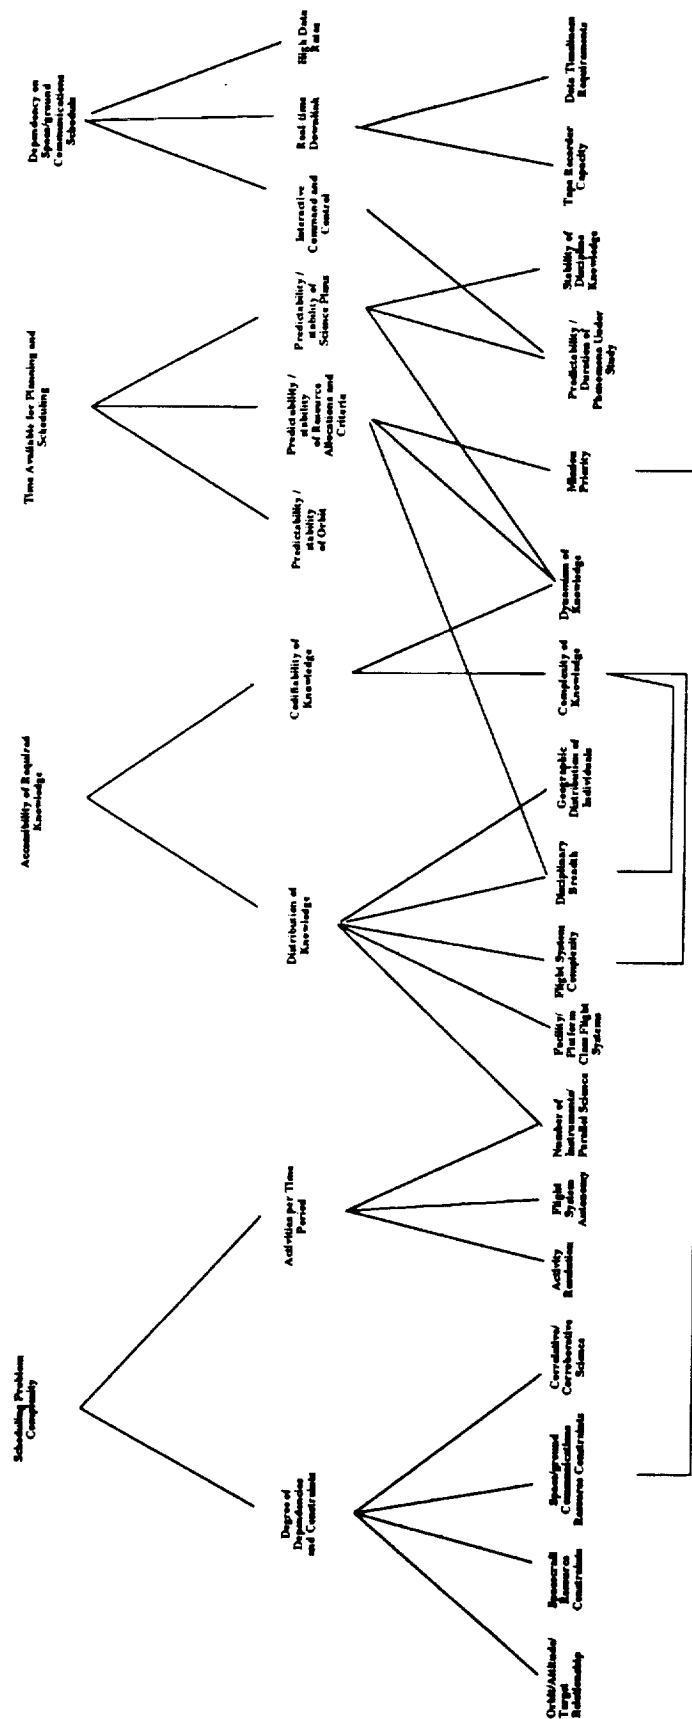 Scheduling Problem
Complexity
Accessibility of Required
Knowledge
Time Available for Planning and
Scheduling
Dependency on
Space/ground
Communications
Schedule
Degree of
Dependencies
and Constraints
Activities per Time
Period
Distribution of
Knowledge
Codifiability of
Knowledge
Predictability /
stability
of Orbit
Predictability /
stability
of Resource
Allocations and
Criteria
Predictability /
stability of
Science Plans
Interactive
Command and
Control
Real-time
Downlink
High Data
Rates
Orbit/Attitude/
Target
Relationship
Spacecraft
Resource
Constraints
Space/ground
Communications
Resources Constraints
Correlative/
Corroborative
Science
Activity
Resolution
Flight
System
Autonomy
Number of
Instruments/
Parallel Science
Facility/
Platform
Class Flight
Systems
Flight System
Complexity
Disciplinary
Breadth
Geographic
Distribution of
Individuals
Complexity of
Knowledge
Dynamism of
Knowledge
Mission
Priority
Predictability /
Duration of
Phenomena Under
Study
Stability of
Discipline
Knowledge
Tape Recorder
Capacity
Data Timeliness
Requirements